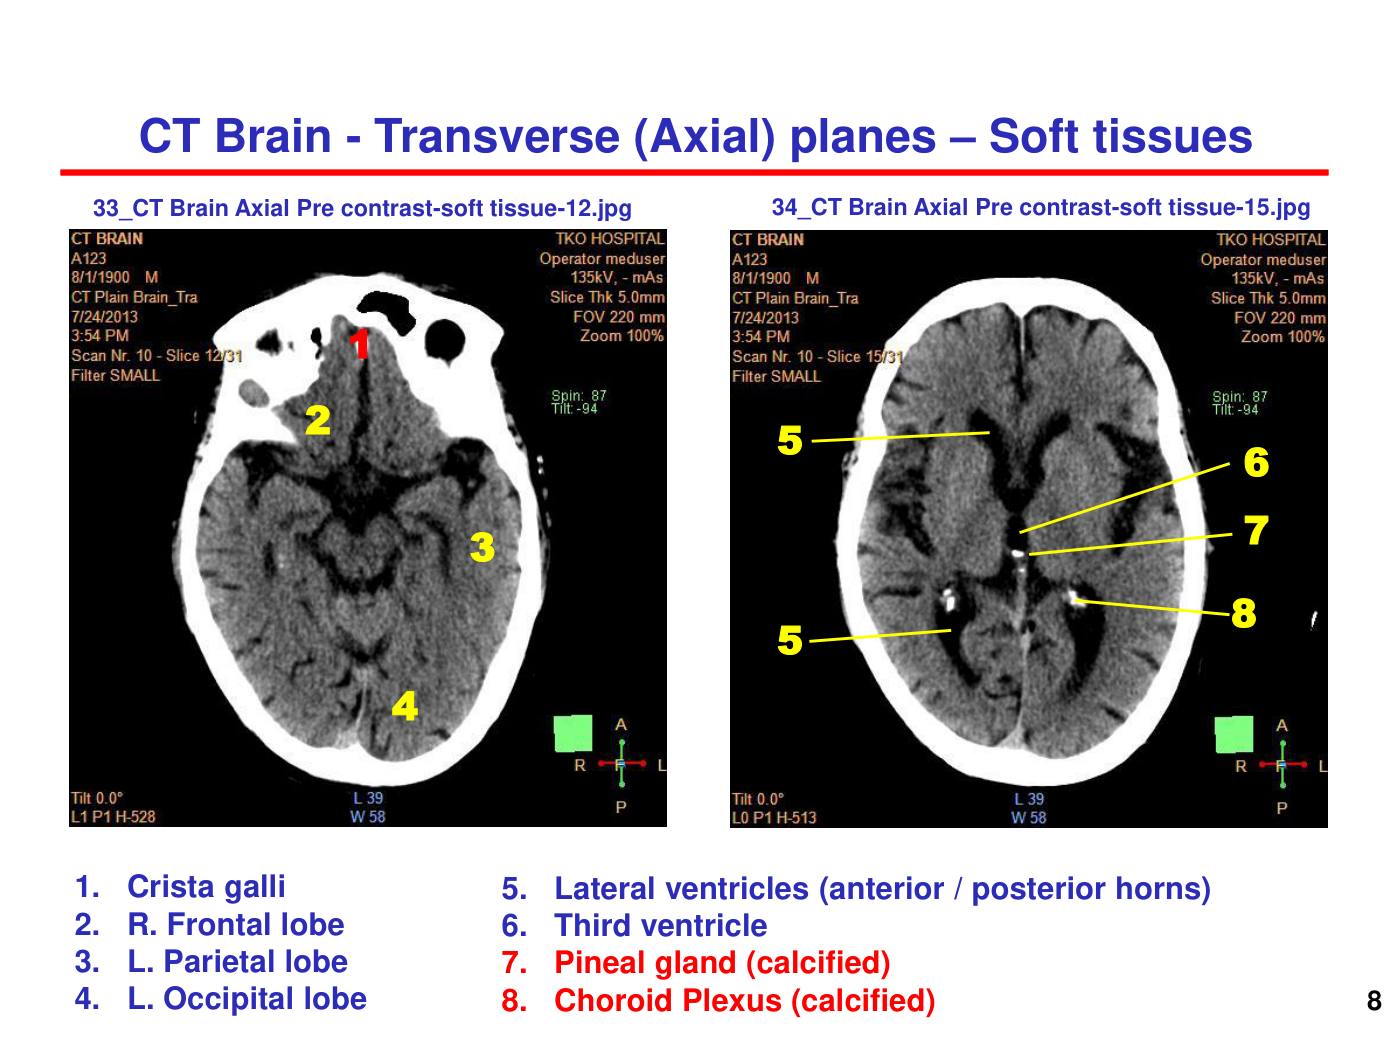 CT Brain - Transverse (Axial) planes – Soft tissues
33_CT Brain Axial Pre contrast-soft tissue-12.jpg
CT BRAIN
A123
8/1/1900 M
CT Plain Brain_Tra
7/24/2013
3:54 PM
Scan Nr. 10 - Slice 12/31
Filter SMALL
TKO HOSPITAL
Operator meduser
135kV, - mAs
Slice Thk 5.0mm
FOV 220 mm
Zoom 100%
Spin: 87
Tilt: -94
1
2
3
4
A
R F L
P
Tilt 0.0°
L1 P1 H-528
L 39
W 58
34_CT Brain Axial Pre contrast-soft tissue-15.jpg
CT BRAIN
A123
8/1/1900 M
CT Plain Brain_Tra
7/24/2013
3:54 PM
Scan Nr. 10 - Slice 15/31
Filter SMALL
TKO HOSPITAL
Operator meduser
135kV, - mAs
Slice Thk 5.0mm
FOV 220 mm
Zoom 100%
Spin: 87
Tilt: -94
5
6
7
8
5
A
R F L
P
Tilt 0.0°
L0 P1 H-513
L 39
W 58
1. Crista galli
2. R. Frontal lobe
3. L. Parietal lobe
4. L. Occipital lobe
5. Lateral ventricles (anterior / posterior horns)
6. Third ventricle
7. Pineal gland (calcified)
8. Choroid Plexus (calcified)
8